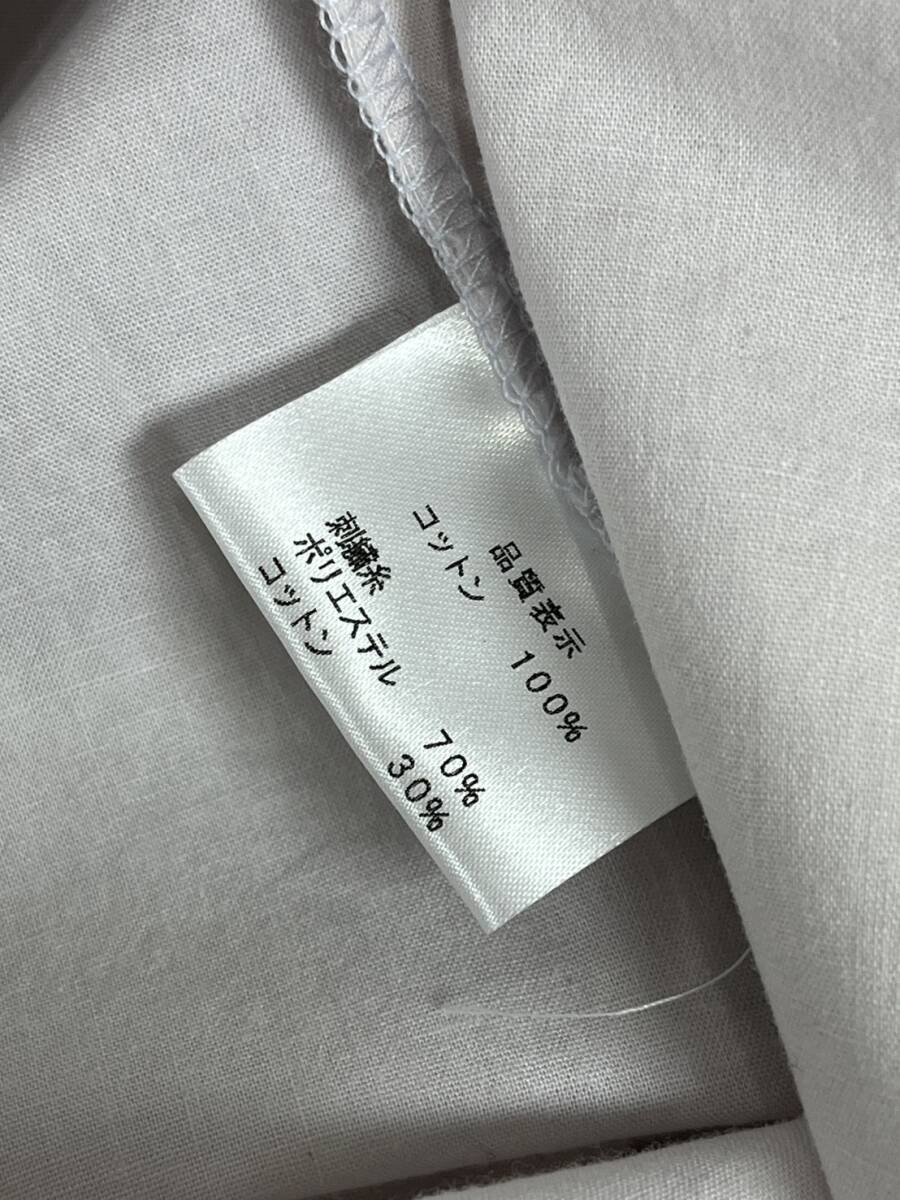 品質表示
コットン 100%
刺繍糸
ポリエステル 70%
コットン 30%